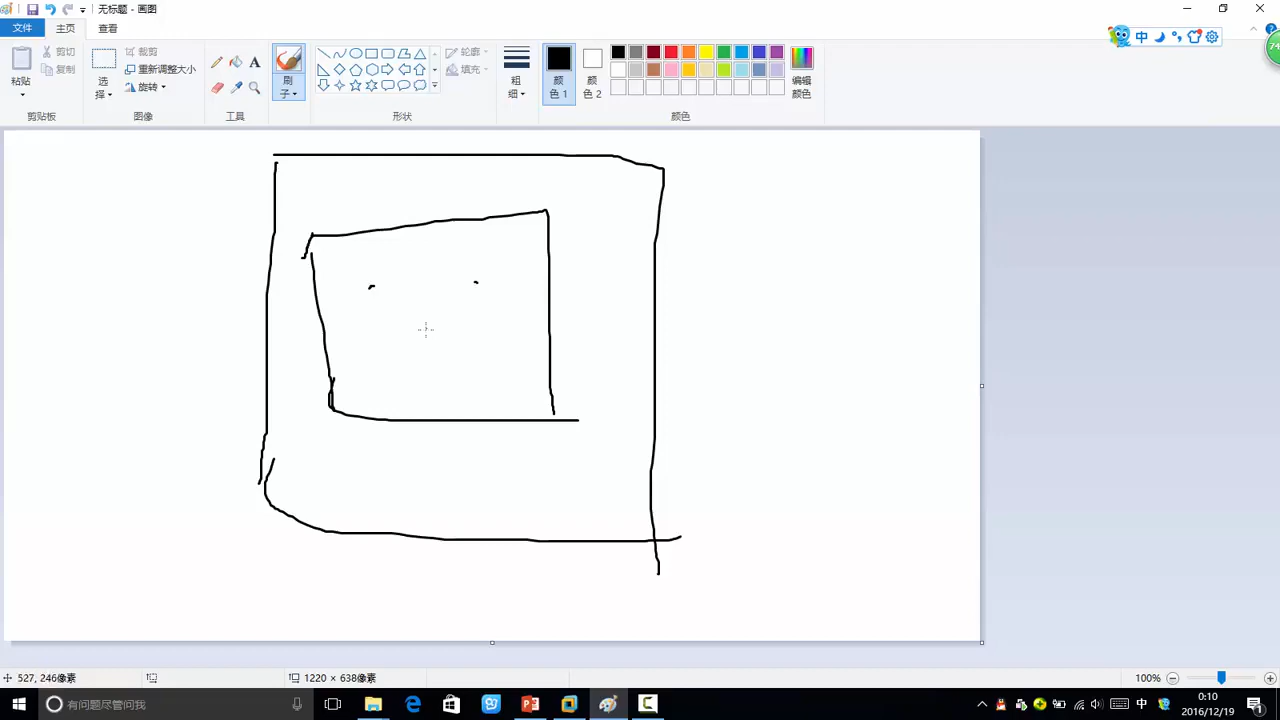 无标题 - 画图
文件 主页 查看
粘贴 剪切 复制 选择 裁剪 重新调整大小 旋转 A 刷子 轮廓 填充 粗细 颜色 1 颜色 2 编辑颜色
剪贴板 图像 工具 形状 颜色
中
527, 246像素 1220 × 638像素 100%
有问题尽管问我 中 0:10
2016/12/19